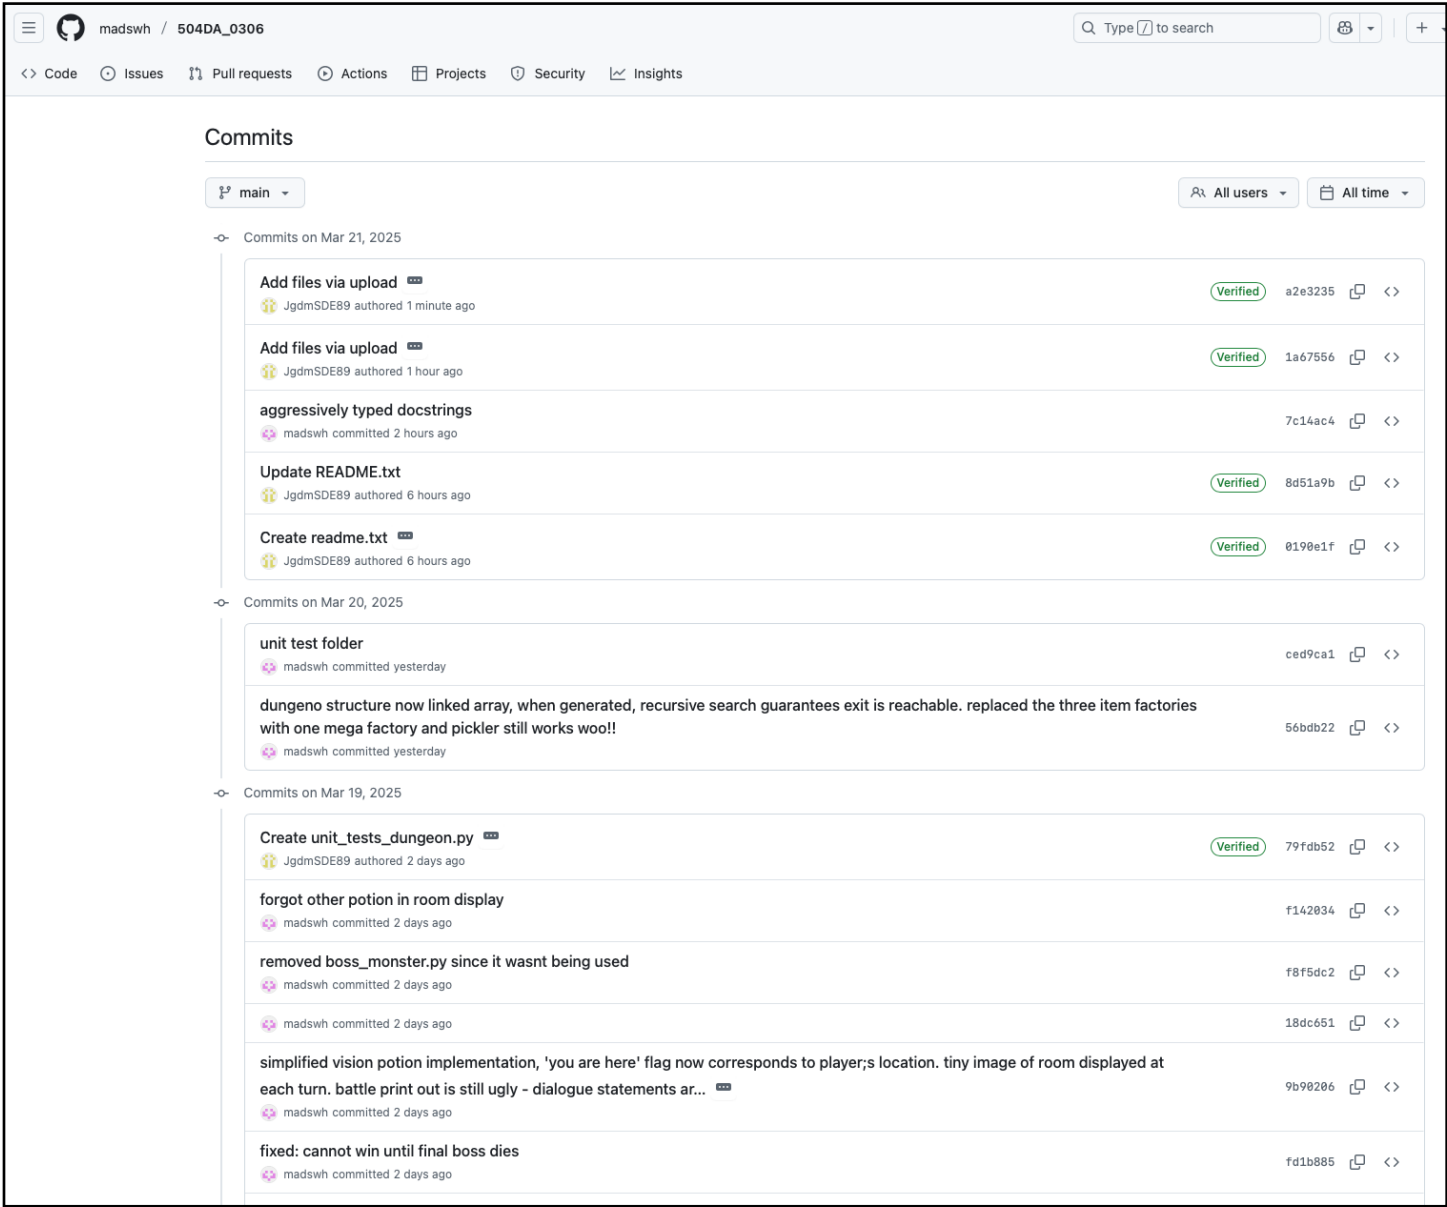 madswh / 504DA_0306
Type / to search
Code Issues Pull requests Actions Projects Security Insights
Commits
main
All users All time
Commits on Mar 21, 2025
Add files via upload
JgdmSDE89 authored 1 minute ago
Verified a2e3235
Add files via upload
JgdmSDE89 authored 1 hour ago
Verified 1a67556
aggressively typed docstrings
madswh committed 2 hours ago
7c14ac4
Update README.txt
JgdmSDE89 authored 6 hours ago
Verified 8d51a9b
Create readme.txt
JgdmSDE89 authored 6 hours ago
Verified 0190e1f
Commits on Mar 20, 2025
unit test folder
madswh committed yesterday
ced9ca1
dungeno structure now linked array, when generated, recursive search guarantees exit is reachable. replaced the three item factories
with one mega factory and pickler still works woo!!
madswh committed yesterday
56bdb22
Commits on Mar 19, 2025
Create unit_tests_dungeon.py
JgdmSDE89 authored 2 days ago
Verified 79fdb52
forgot other potion in room display
madswh committed 2 days ago
f142034
removed boss_monster.py since it wasnt being used
madswh committed 2 days ago
f8f5dc2
madswh committed 2 days ago
18dc651
simplified vision potion implementation, 'you are here' flag now corresponds to player;s location. tiny image of room displayed at
each turn. battle print out is still ugly - dialogue statements ar...
madswh committed 2 days ago
9b90206
fixed: cannot win until final boss dies
madswh committed 2 days ago
fd1b885